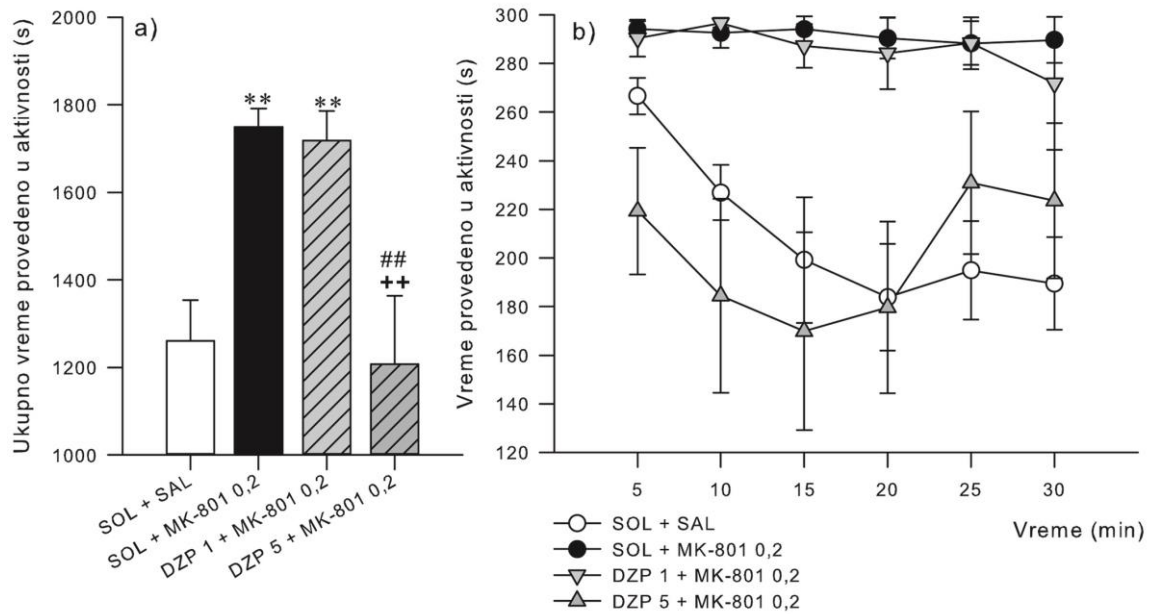 a)
Ukupno vreme provedeno u aktivnosti (s)
2000
1800
1600
1400
1200
1000
**
**
##
++
SOL + SAL
SOL + MK-801 0,2
DZP 1 + MK-801 0,2
DZP 5 + MK-801 0,2
b)
Vreme provedeno u aktivnosti (s)
300
280
260
240
220
200
180
160
140
120
5 10 15 20 25 30
Vreme (min)
SOL + SAL
SOL + MK-801 0,2
DZP 1 + MK-801 0,2
DZP 5 + MK-801 0,2